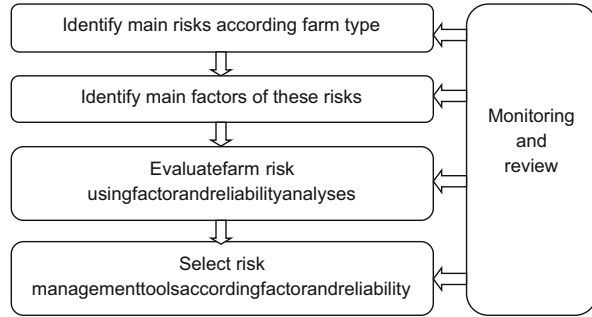 Identify main risks according farm type
Identify main factors of these risks
Evaluatefarm risk
usingfactorandreliabilityanalyses
Select risk
managementtoolsaccordingfactorandreliability
Monitoring
and
review